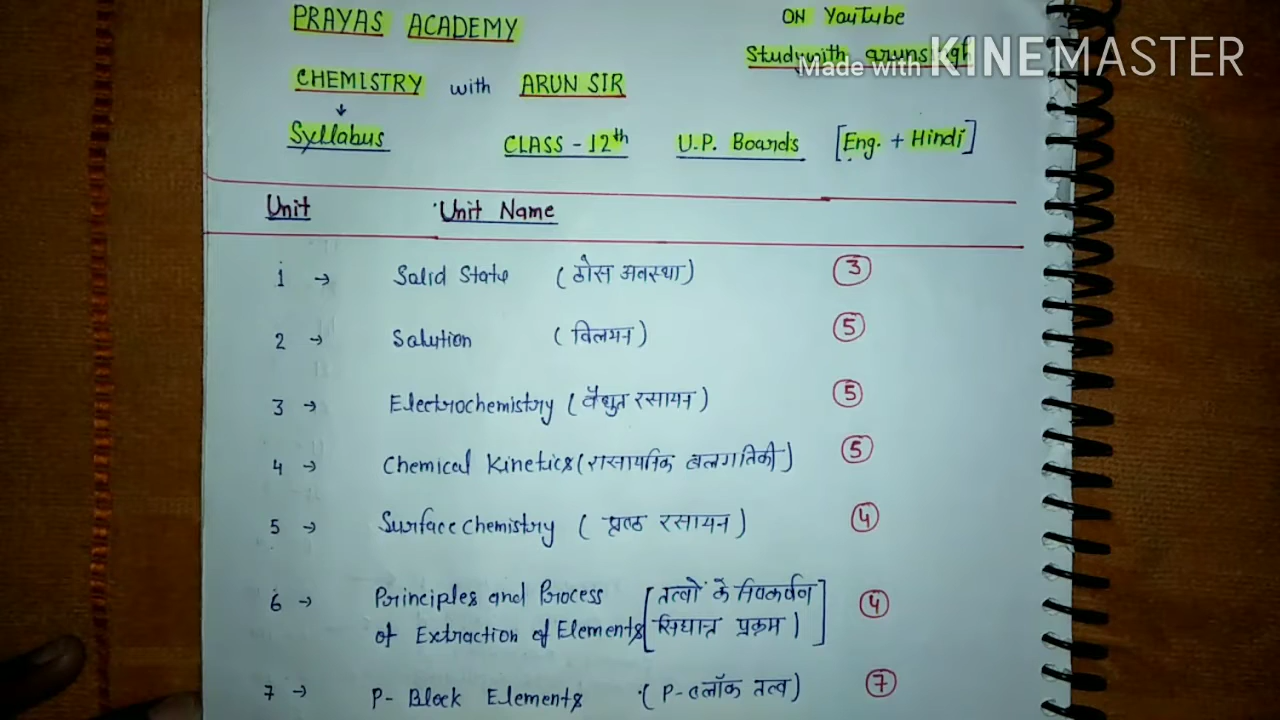 PRAYAS ACADEMY ON YouTube
Studywith arunsingh
Made with KINEMASTER
CHEMISTRY with ARUN SIR
↓
Syllabus CLASS - 12th U.P. Boards [Eng. + Hindi]
Unit Unit Name
1 → Solid State (ठोस अवस्था) 3
2 → Solution (विलयन) 5
3 → Electrochemistry (वैधुत रसायन) 5
4 → Chemical Kinetics (रासायनिक बलगतिकी) 5
5 → Surface Chemistry (पृष्ठ रसायन) 4
6 → Principles and Process [तत्वों के निष्कर्षण 4
of Extraction of Elements सिधान्त प्रक्रम।]
7 → P- Block Elements (P-ब्लॉक तत्व) 7